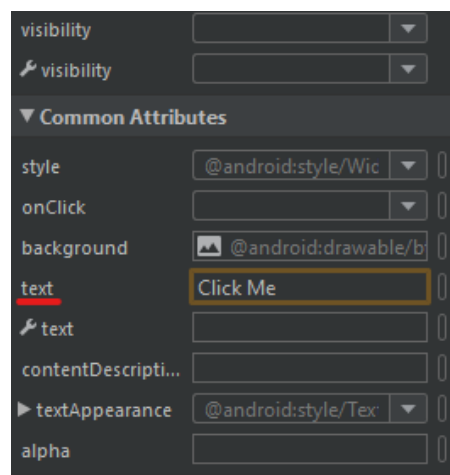 visibility
visibility
Common Attributes
style @android:style/Wic
onClick
background @android:drawable/b
text Click Me
text
contentDescripti...
textAppearance @android:style/Tex
alpha